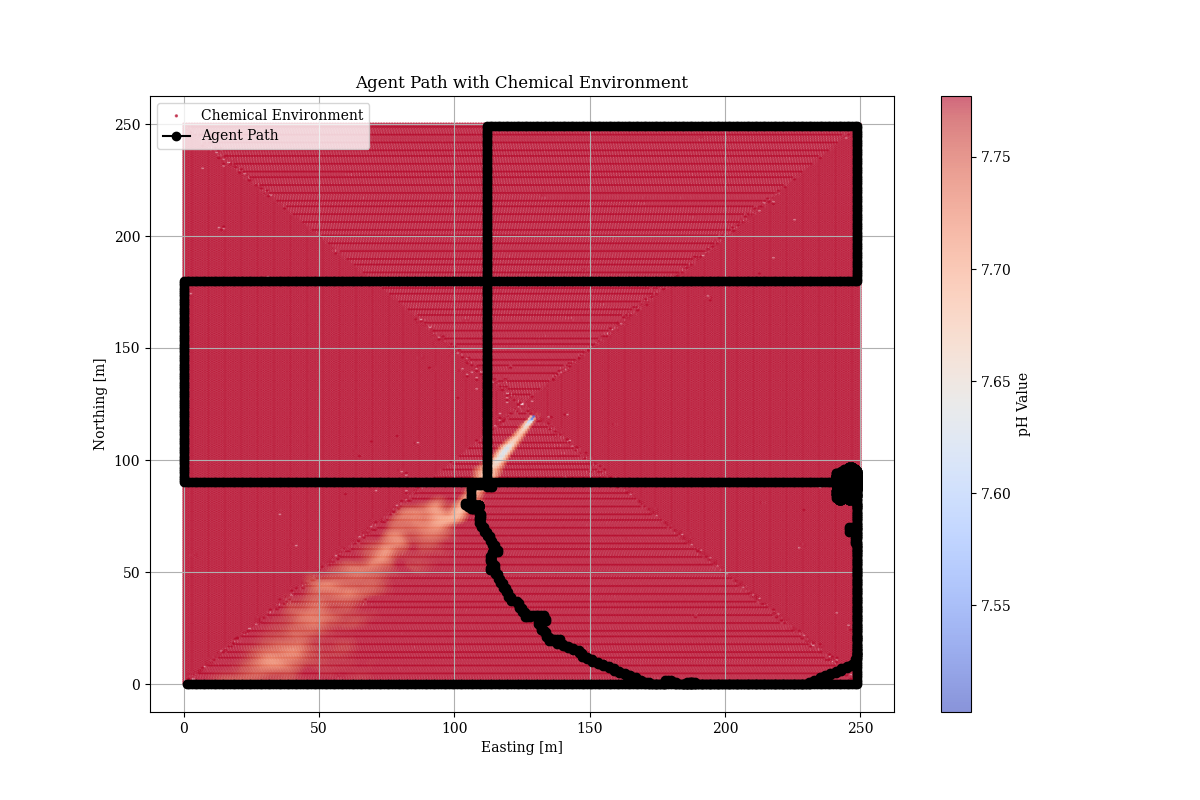 Agent Path with Chemical Environment
Chemical Environment
Agent Path
250
200
150
100
50
0
Northing [m]
0 50 100 150 200 250
Easting [m]
7.75
7.70
7.65
7.60
7.55
pH Value